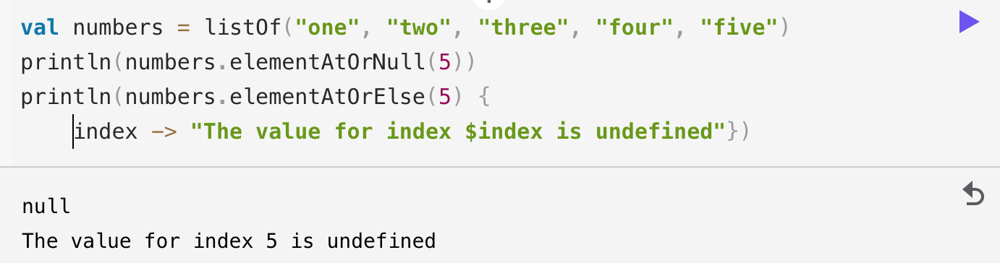 val numbers = listOf("one", "two", "three", "four", "five")
println(numbers.elementAtOrNull(5))
println(numbers.elementAtOrElse(5) {
    index -> "The value for index $index is undefined"})
null
The value for index 5 is undefined